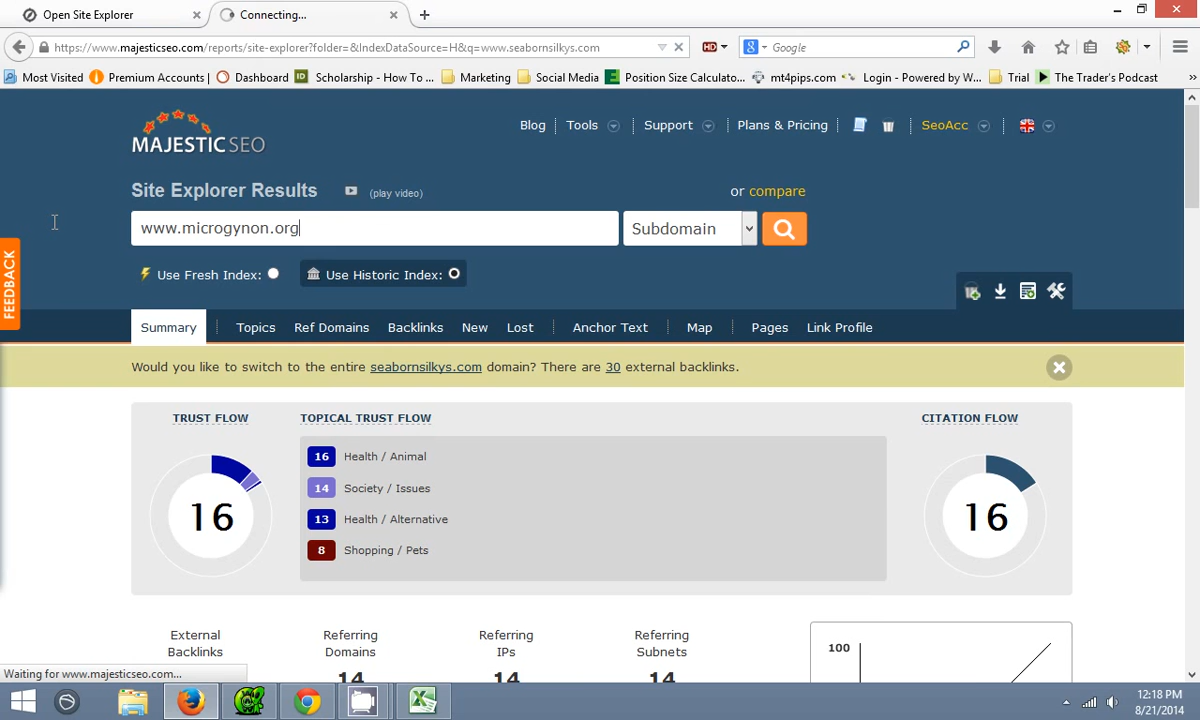 Open Site Explorer
Connecting...
https://www.majesticseo.com/reports/site-explorer?folder=&IndexDataSource=H&q=www.seabornsilkys.com
HD
8 Google
Most Visited
Premium Accounts |
Dashboard
ID Scholarship - How To ...
Marketing
Social Media
Position Size Calculato...
mt4pips.com
Login - Powered by W...
Trial
The Trader's Podcast
»
MAJESTIC SEO
Blog
Tools
Support
Plans & Pricing
SeoAcc
Site Explorer Results
(play video)
or compare
www.microgynon.org
Subdomain
FEEDBACK
Use Fresh Index:
Use Historic Index:
Summary
Topics
Ref Domains
Backlinks
New
Lost
Anchor Text
Map
Pages
Link Profile
Would you like to switch to the entire seabornsilkys.com domain? There are 30 external backlinks.
TRUST FLOW
16
TOPICAL TRUST FLOW
16 Health / Animal
14 Society / Issues
13 Health / Alternative
8 Shopping / Pets
CITATION FLOW
16
External
Backlinks
Referring
Domains
14
Referring
IPs
14
Referring
Subnets
14
100
Waiting for www.majesticseo.com...
12:18 PM
8/21/2014